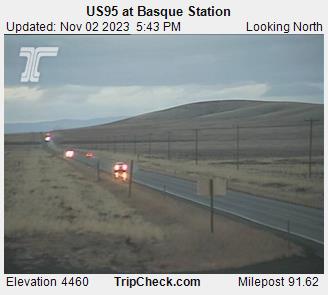 US95 at Basque Station
Updated: Nov 02 2023 5:43 PM Looking North
Elevation 4460 TripCheck.com Milepost 91.62